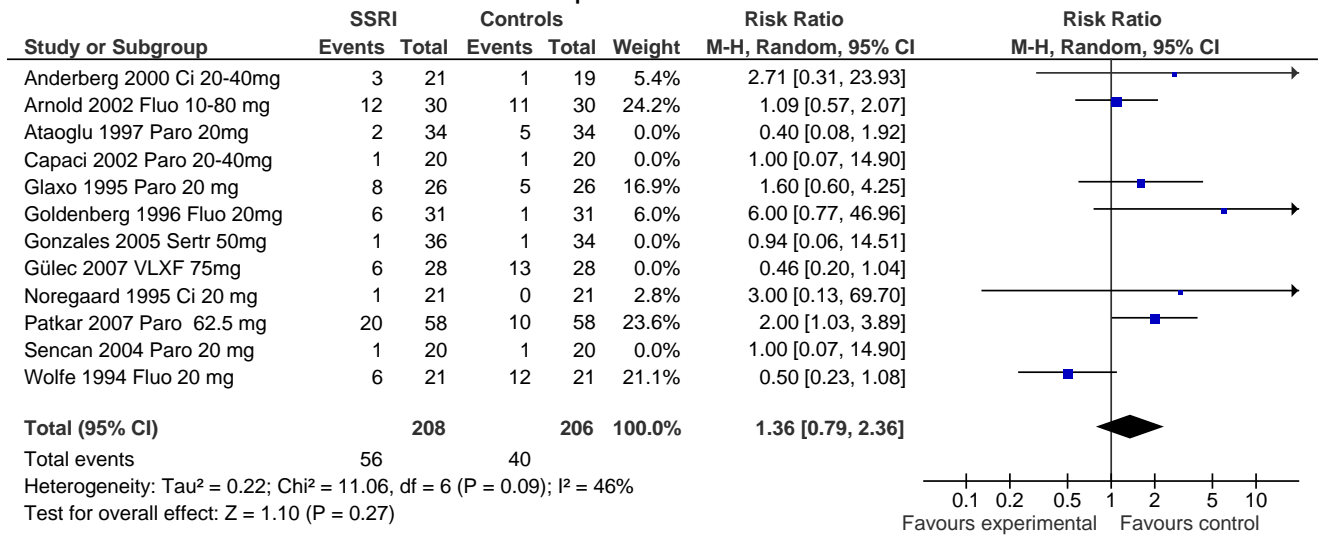 SSRI Controls Risk Ratio Risk Ratio
Study or Subgroup Events Total Events Total Weight M-H, Random, 95% CI M-H, Random, 95% CI
Anderberg 2000 Ci 20-40mg 3 21 1 19 5.4% 2.71 [0.31, 23.93]
Arnold 2002 Fluo 10-80 mg 12 30 11 30 24.2% 1.09 [0.57, 2.07]
Ataoglu 1997 Paro 20mg 2 34 5 34 0.0% 0.40 [0.08, 1.92]
Capaci 2002 Paro 20-40mg 1 20 1 20 0.0% 1.00 [0.07, 14.90]
Glaxo 1995 Paro 20 mg 8 26 5 26 16.9% 1.60 [0.60, 4.25]
Goldenberg 1996 Fluo 20mg 6 31 1 31 6.0% 6.00 [0.77, 46.96]
Gonzales 2005 Sertr 50mg 1 36 1 34 0.0% 0.94 [0.06, 14.51]
Gülec 2007 VLXF 75mg 6 28 13 28 0.0% 0.46 [0.20, 1.04]
Noregaard 1995 Ci 20 mg 1 21 0 21 2.8% 3.00 [0.13, 69.70]
Patkar 2007 Paro 62.5 mg 20 58 10 58 23.6% 2.00 [1.03, 3.89]
Sencan 2004 Paro 20 mg 1 20 1 20 0.0% 1.00 [0.07, 14.90]
Wolfe 1994 Fluo 20 mg 6 21 12 21 21.1% 0.50 [0.23, 1.08]
Total (95% CI) 208 206 100.0% 1.36 [0.79, 2.36]
Total events 56 40
Heterogeneity: Tau² = 0.22; Chi² = 11.06, df = 6 (P = 0.09); I² = 46%
Test for overall effect: Z = 1.10 (P = 0.27)
0.1 0.2 0.5 1 2 5 10
Favours experimental Favours control